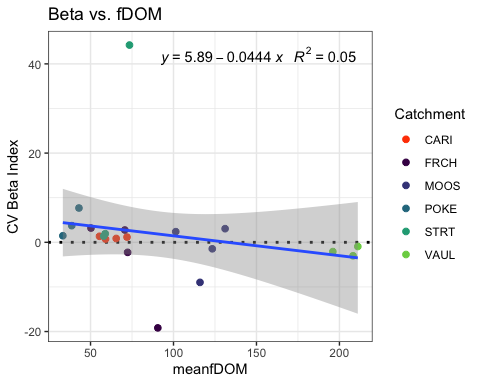 Beta vs. fDOM
y = 5.89 – 0.0444 x R² = 0.05
CV Beta Index
40
20
0
-20
50 100 150 200
meanfDOM
Catchment
CARI
FRCH
MOOS
POKE
STRT
VAUL